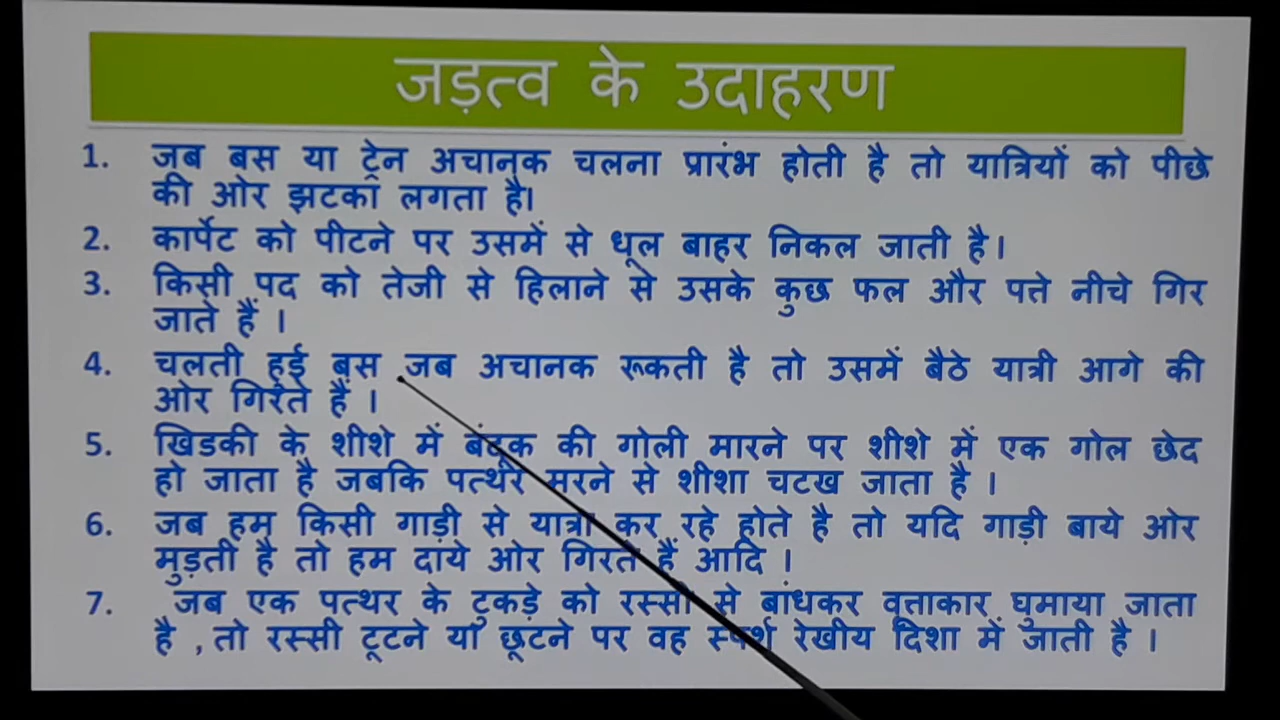 जड़त्व के उदाहरण
1. जब बस या ट्रेन अचानक चलना प्रारंभ होती है तो यात्रियों को पीछे
की ओर झटका लगता है।
2. कार्पेट को पीटने पर उसमें से धूल बाहर निकल जाती है।
3. किसी पद को तेजी से हिलाने से उसके कुछ फल और पत्ते नीचे गिर
जाते हैं ।
4. चलती हुई बस जब अचानक रूकती है तो उसमें बैठे यात्री आगे की
ओर गिरते हैं ।
5. खिडकी के शीशे में बंदूक की गोली मारने पर शीशे में एक गोल छेद
हो जाता है जबकि पत्थर मरने से शीशा चटख जाता है ।
6. जब हम किसी गाड़ी से यात्रा कर रहे होते है तो यदि गाड़ी बाये ओर
मुड़ती है तो हम दाये ओर गिरते हैं आदि ।
7. जब एक पत्थर के टुकड़े को रस्सी से बांधकर वृत्ताकार घुमाया जाता
है , तो रस्सी टूटने या छूटने पर वह स्पर्श रेखीय दिशा में जाती है ।